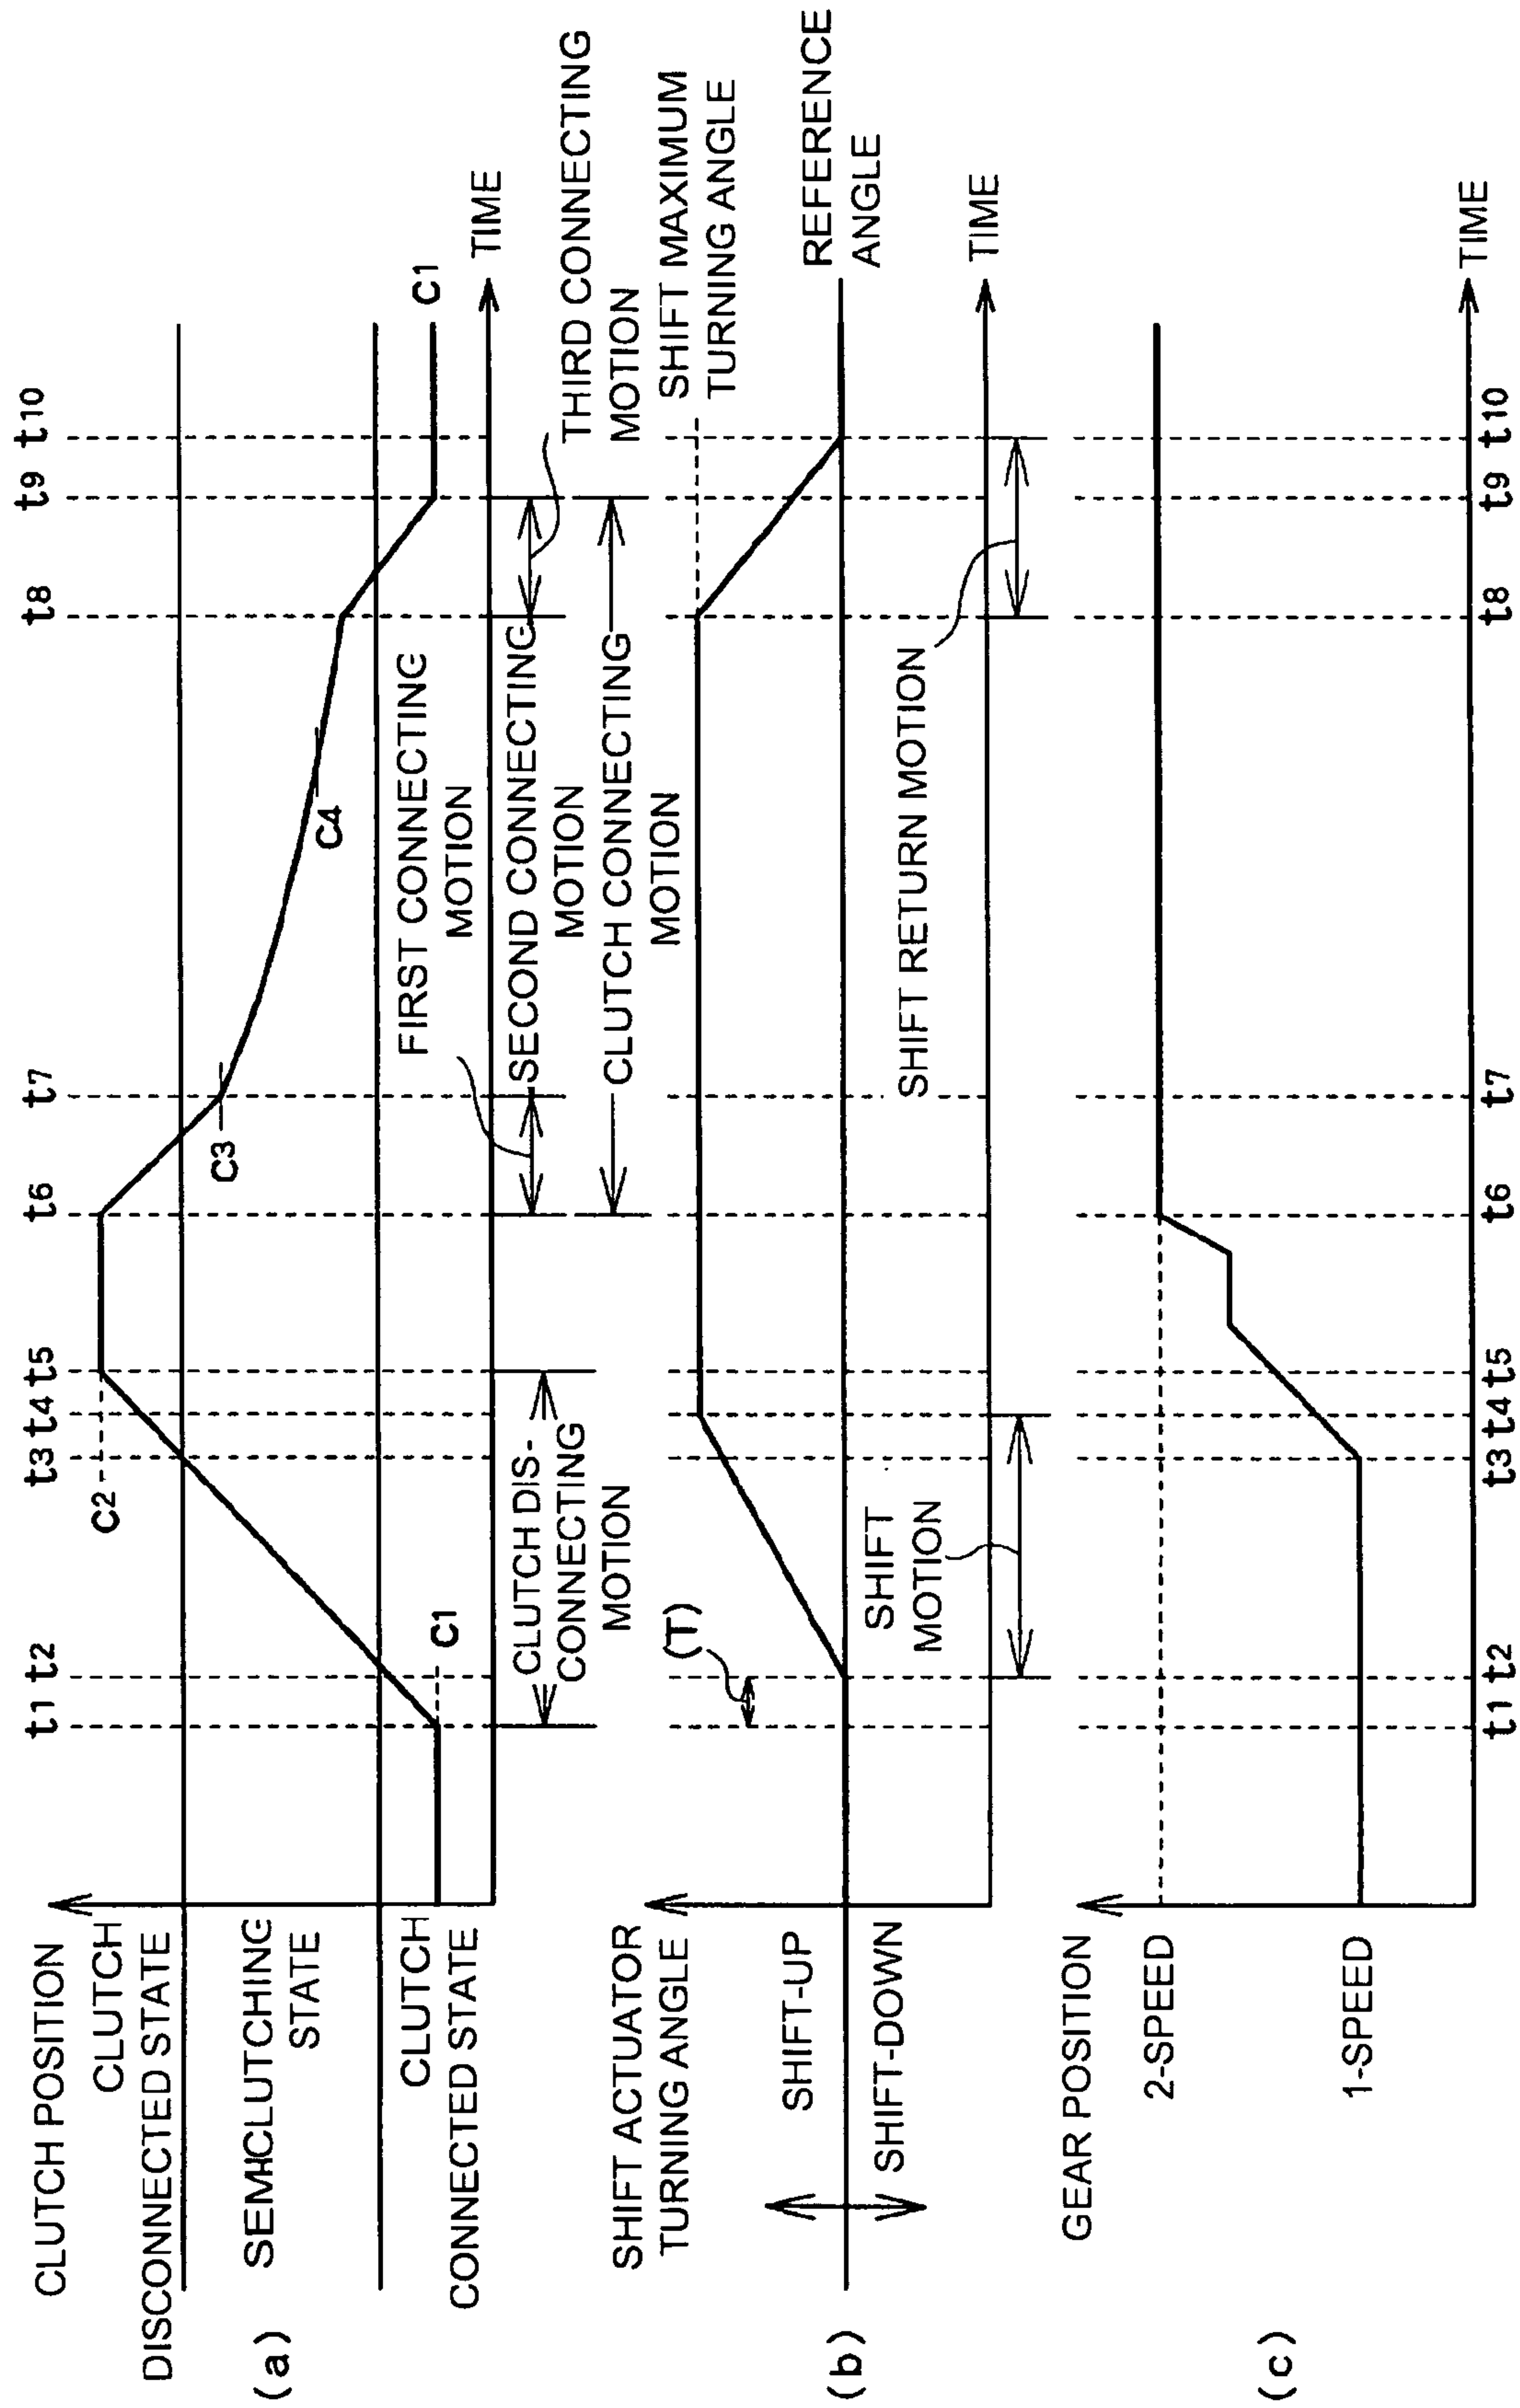 t1 t2 t3 t4 t5 t6 t7 t8 t9 t10
CLUTCH POSITION
CLUTCH
DISCONNECTED STATE
(a)
SEMI-CLUTCHING
STATE
CLUTCH
CONNECTED STATE
C1
C2
C3
C4
C1
TIME
CLUTCH DIS-
CONNECTING
MOTION
FIRST CONNECTING
MOTION
SECOND CONNECTING
MOTION
CLUTCH CONNECTING
MOTION
THIRD CONNECTING
MOTION
SHIFT ACTUATOR
TURNING ANGLE
(T)
SHIFT MAXIMUM
TURNING ANGLE
SHIFT-UP
(b)
SHIFT-DOWN
REFERENCE
ANGLE
SHIFT
MOTION
SHIFT RETURN MOTION
TIME
GEAR POSITION
2-SPEED
(c)
1-SPEED
TIME
t1 t2 t3 t4 t5 t6 t7 t8 t9 t10